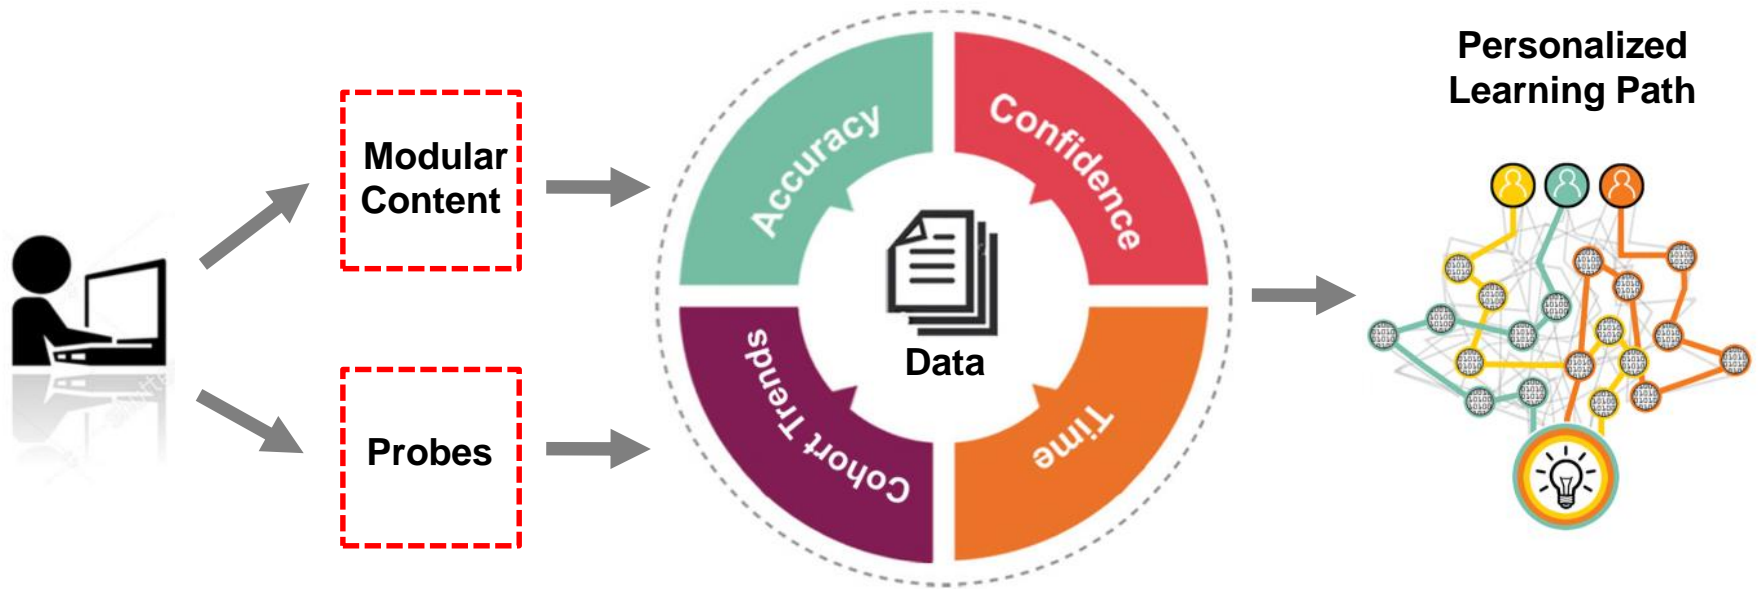 Personalized
Learning Path
Modular
Content
Probes
Accuracy
Confidence
Data
Cohort Trends
Time